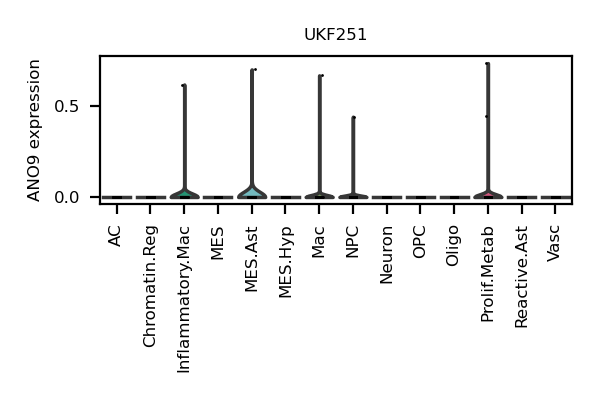 UKF251
ANO9 expression
0.5
0.0
AC
Chromatin.Reg
Inflammatory.Mac
MES
MES.Ast
MES.Hyp
Mac
NPC
Neuron
OPC
Oligo
Prolif.Metab
Reactive.Ast
Vasc